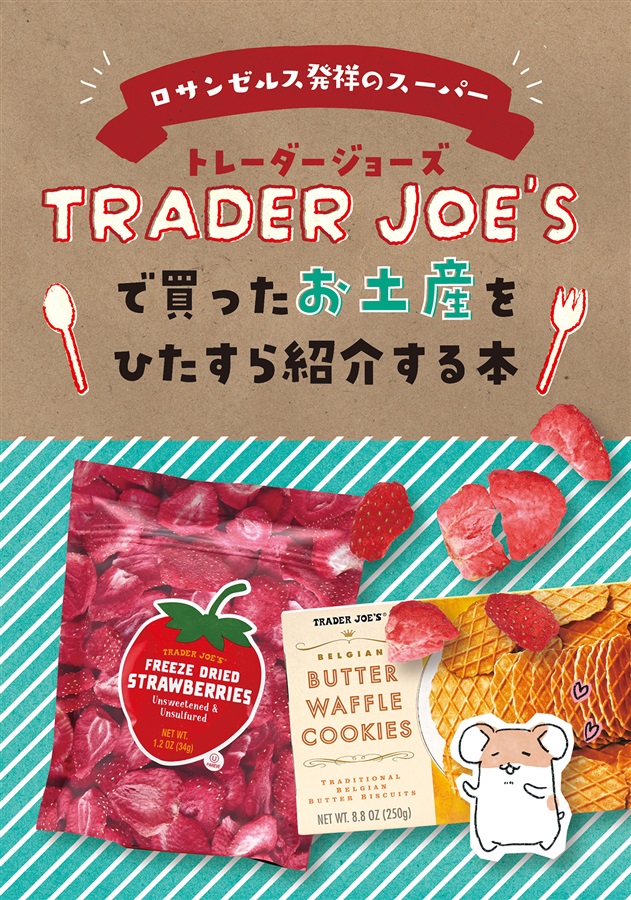 ロサンゼルス発祥のスーパー
トレーダージョーズ
TRADER JOE'S
で買ったお土産を
ひたすら紹介する本
TRADER JOE'S®
FREEZE DRIED
STRAWBERRIES
Unsweetened &
Unsulfured
NET WT.
1.2 OZ (34g)
TRADER JOE'S®
BELGIAN
BUTTER
WAFFLE
COOKIES
TRADITIONAL
BELGIAN
BUTTER BISCUITS
NET WT. 8.8 OZ (250g)